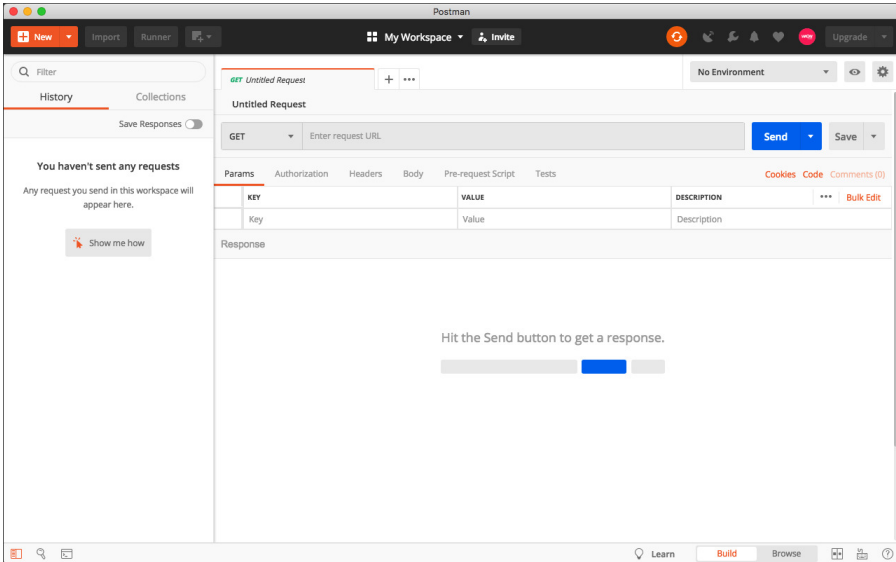 Postman
New
Import
Runner
My Workspace
Invite
Upgrade
Filter
History
Collections
Save Responses
You haven't sent any requests
Any request you send in this workspace will
appear here.
Show me how
GET Untitled Request
No Environment
Untitled Request
GET
Enter request URL
Send
Save
Params
Authorization
Headers
Body
Pre-request Script
Tests
Cookies
Code
Comments (0)
KEY
VALUE
DESCRIPTION
Bulk Edit
Key
Value
Description
Response
Hit the Send button to get a response.
Learn
Build
Browse